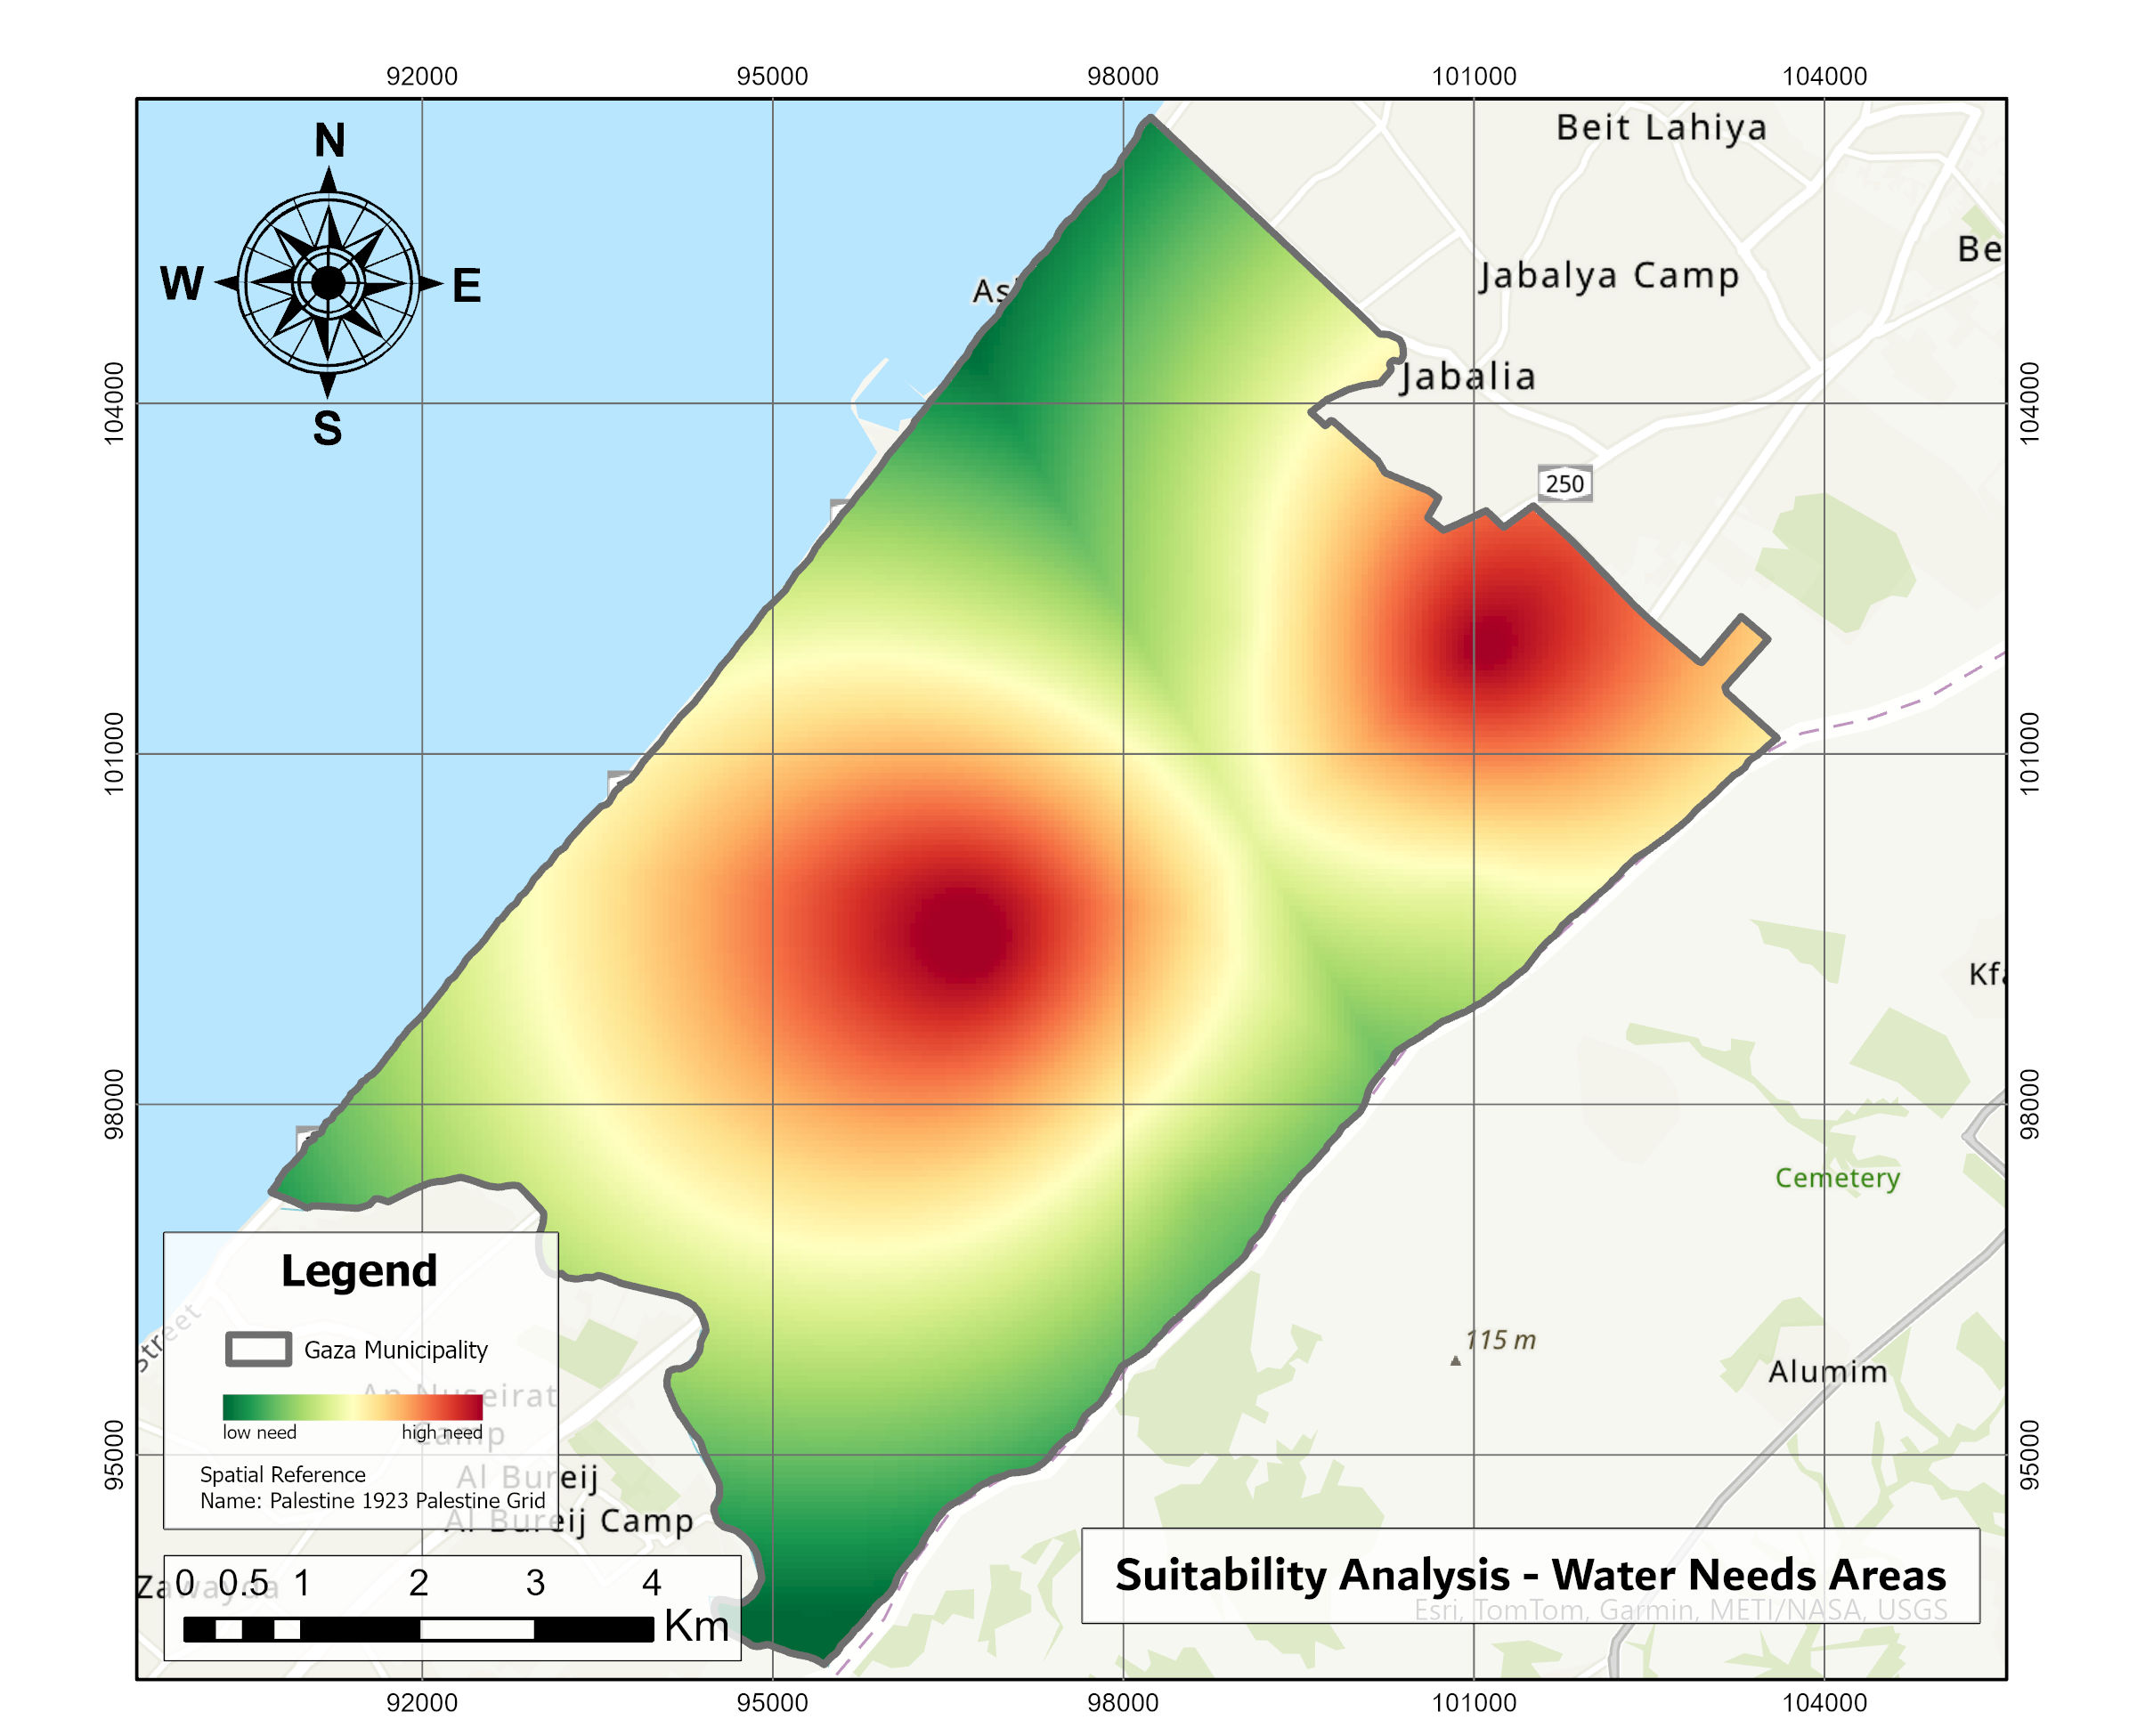 92000 95000 98000 101000 104000
Beit Lahiya
N
Be
W E
Jabalya Camp
As
S
Jabalia
104000 104000
250
101000 101000
Kfa
98000 98000
Cemetery
Legend
Street
115 m
Gaza Municipality
Alumim
An Nuseirat
Camp
low need high need
95000 95000
Spatial Reference
Al Bureij
Name: Palestine 1923 Palestine Grid
Al Bureij Camp
Suitability Analysis - Water Needs Areas
Zawayda
0 0.5 1 2 3 4
Km
Esri, TomTom, Garmin, METI/NASA, USGS
92000 95000 98000 101000 104000